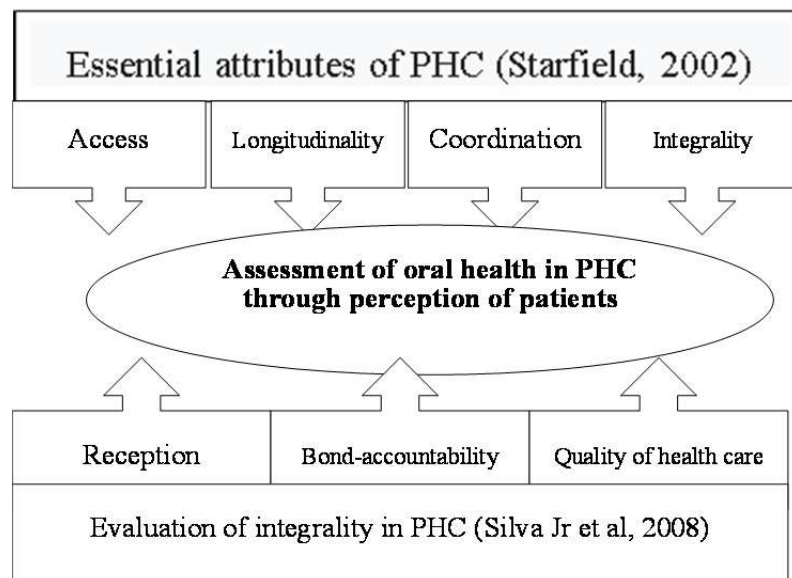 Essential attributes of PHC (Starfield, 2002)
Access
Longitudinality
Coordination
Integrality
Assessment of oral health in PHC
through perception of patients
Reception
Bond-accountability
Quality of health care
Evaluation of integrality in PHC (Silva Jr et al, 2008)